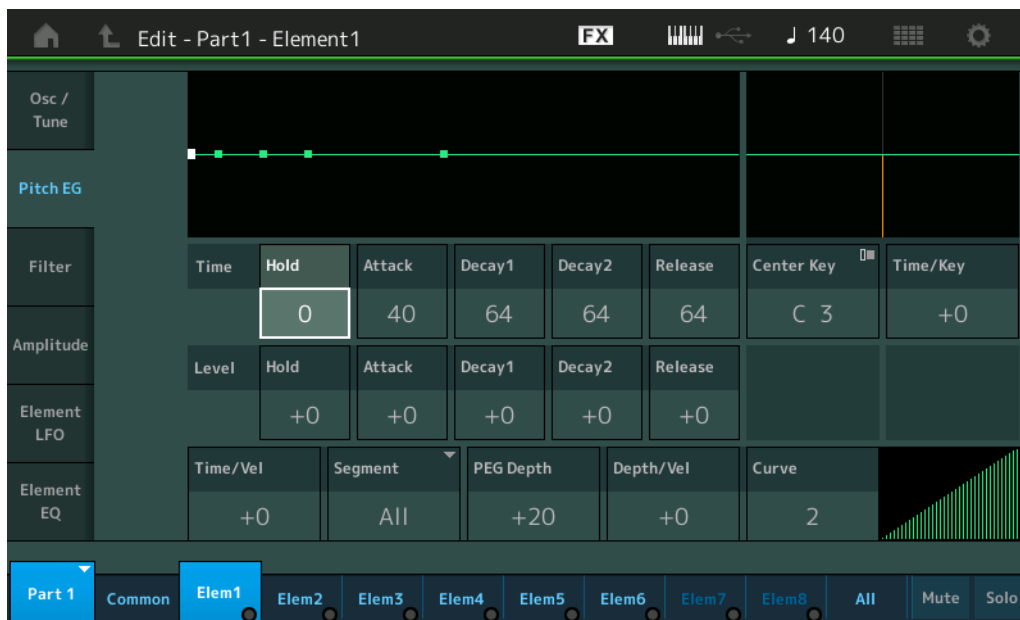 Edit - Part1 - Element1 FX ♩ 140
Osc / Tune
Pitch EG
Filter
Amplitude
Element LFO
Element EQ
Time Hold Attack Decay1 Decay2 Release Center Key Time/Key
0 40 64 64 64 C 3 +0
Level Hold Attack Decay1 Decay2 Release
+0 +0 +0 +0 +0
Time/Vel Segment PEG Depth Depth/Vel Curve
+0 All +20 +0 2
Part 1 Common Elem1 Elem2 Elem3 Elem4 Elem5 Elem6 Elem7 Elem8 All Mute Solo